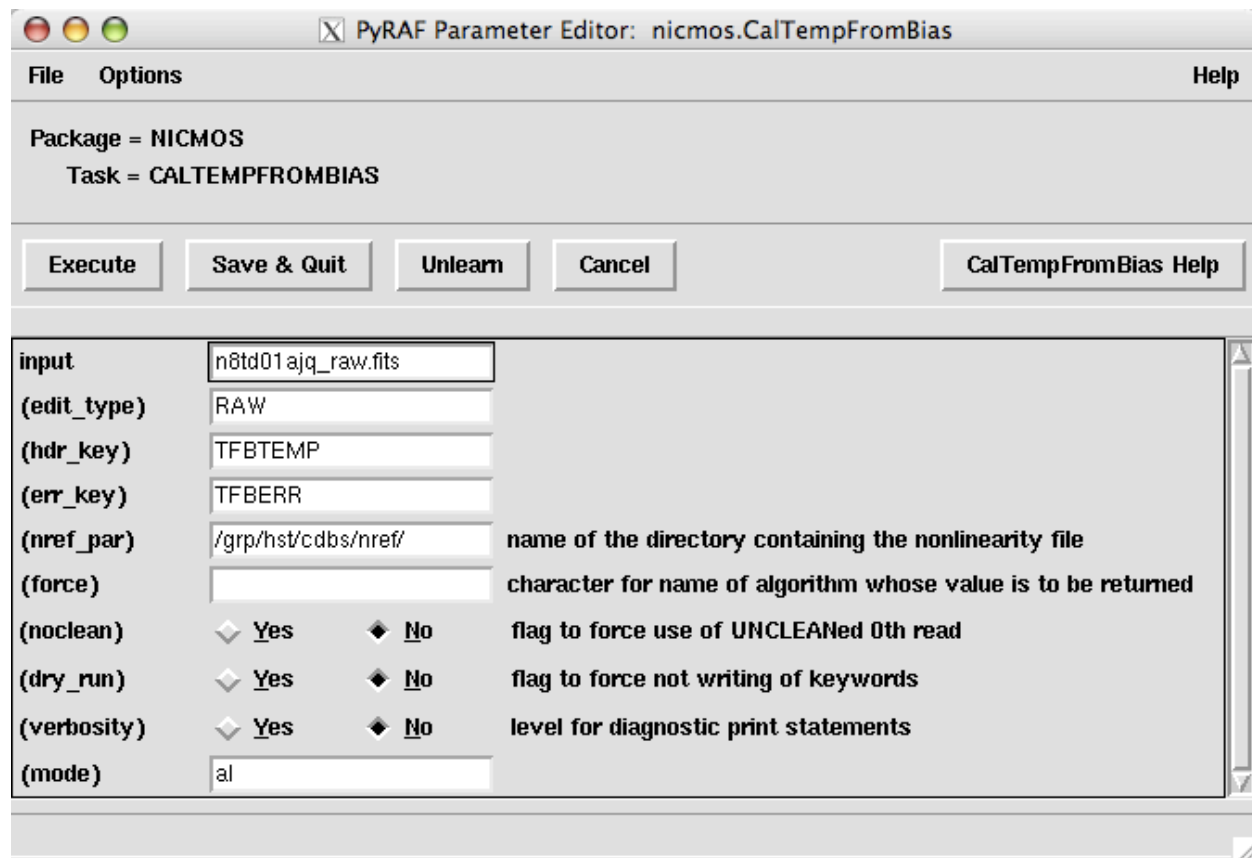 PyRAF Parameter Editor: nicmos.CalTempFromBias
File Options Help
Package = NICMOS
Task = CALTEMPFROMBIAS
Execute Save & Quit Unlearn Cancel CalTempFromBias Help
input n8td01ajq_raw.fits
(edit_type) RAW
(hdr_key) TFBTEMP
(err_key) TFBERR
(nref_par) /grp/hst/cdbs/nref/ name of the directory containing the nonlinearity file
(force) character for name of algorithm whose value is to be returned
(noclean) Yes No flag to force use of UNCLEANed 0th read
(dry_run) Yes No flag to force not writing of keywords
(verbosity) Yes No level for diagnostic print statements
(mode) al